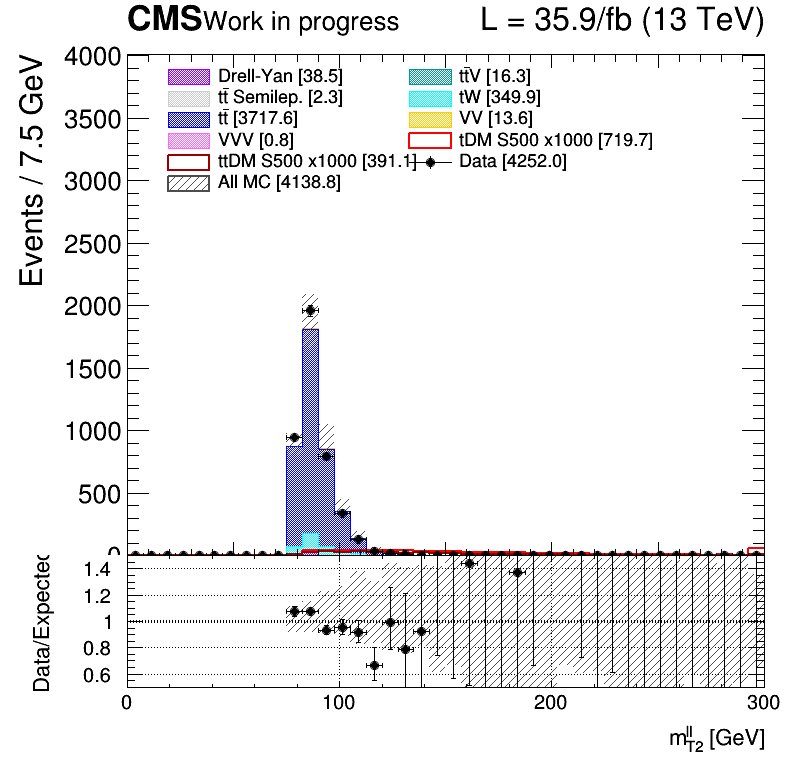 CMS Work in progress L = 35.9/fb (13 TeV)
Events / 7.5 GeV
4000
3500
3000
2500
2000
1500
1000
500
0
Drell-Yan [38.5]
tt̄ Semilep. [2.3]
tt̄ [3717.6]
VVV [0.8]
ttDM S500 x1000 [391.1]
All MC [4138.8]
tt̄V [16.3]
tW [349.9]
VV [13.6]
tDM S500 x1000 [719.7]
Data [4252.0]
Data/Expected
1.4
1.2
1
0.8
0.6
0 100 200 300
m_{T2}^{ll} [GeV]